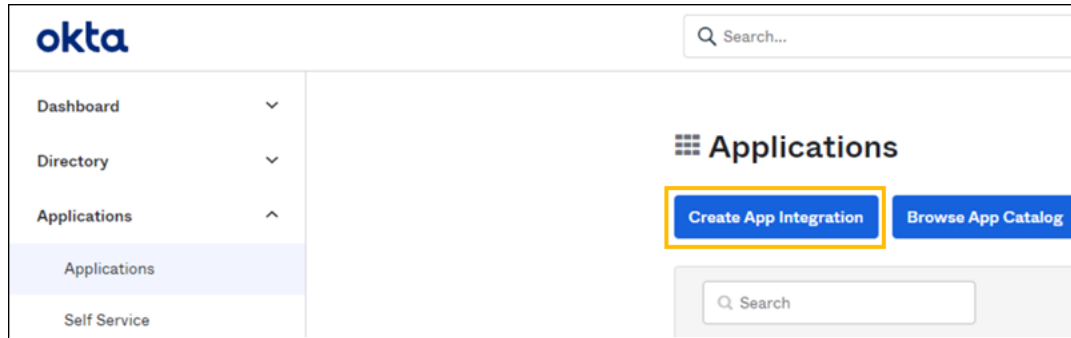 okta
Search...
Dashboard
Directory
Applications
Applications
Self Service
Applications
Create App Integration
Browse App Catalog
Search